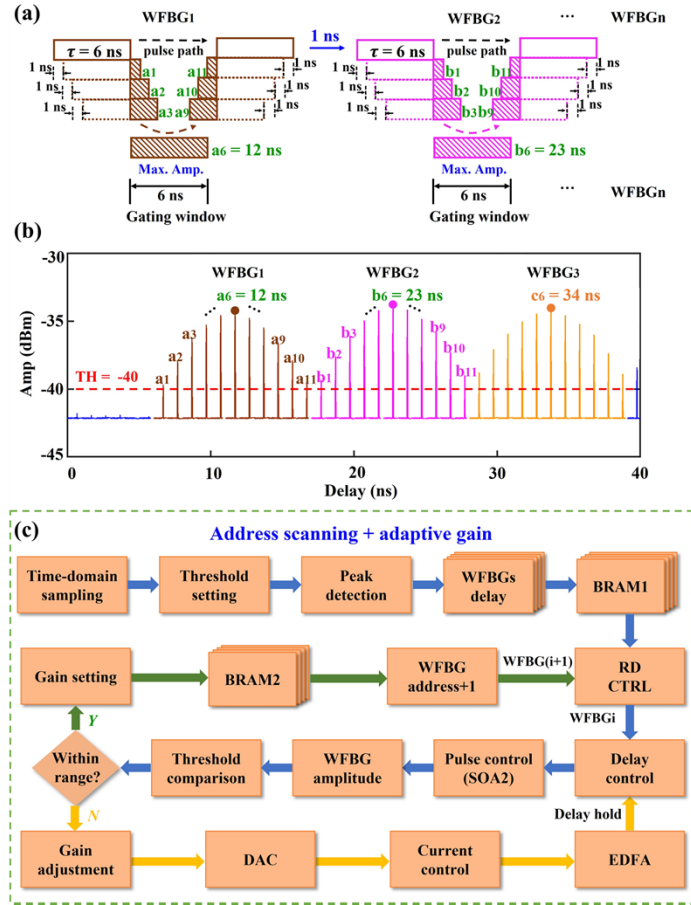 (a)
WFBG1
WFBG2
... WFBGn
τ = 6 ns
pulse path
1 ns
τ = 6 ns
pulse path
1 ns
a1
a11
1 ns
1 ns
b1
b11
1 ns
1 ns
a2
a10
1 ns
1 ns
b2
b10
1 ns
1 ns
a3
a9
1 ns
b3
b9
a6 = 12 ns
b6 = 23 ns
Max. Amp.
Max. Amp.
6 ns
6 ns
... WFBGn
Gating window
Gating window
(b)
Amp (dBm)
-30
-35
-40
-45
WFBG1
WFBG2
WFBG3
a6 = 12 ns
b6 = 23 ns
c6 = 34 ns
TH = -40
a1
a2
a3
a9
a10
a11
b1
b2
b3
b9
b10
b11
0
10
20
30
40
Delay (ns)
(c)
Address scanning + adaptive gain
Time-domain
sampling
Threshold
setting
Peak
detection
WFBGs
delay
BRAM1
Gain setting
BRAM2
WFBG
address+1
WFBG(i+1)
RD
CTRL
Y
WFBGi
Within
range?
Threshold
comparison
WFBG
amplitude
Pulse control
(SOA2)
Delay
control
N
Delay hold
Gain
adjustment
DAC
Current
control
EDFA